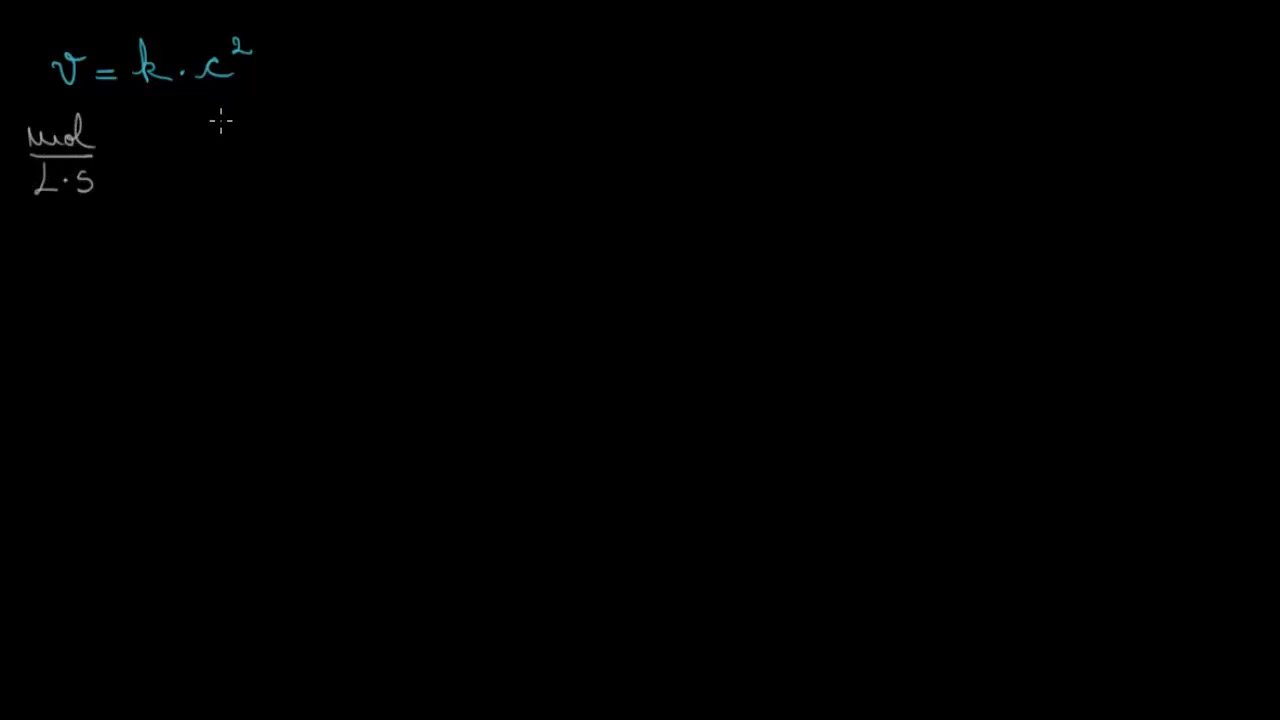 v = k · c²
mol
L · s